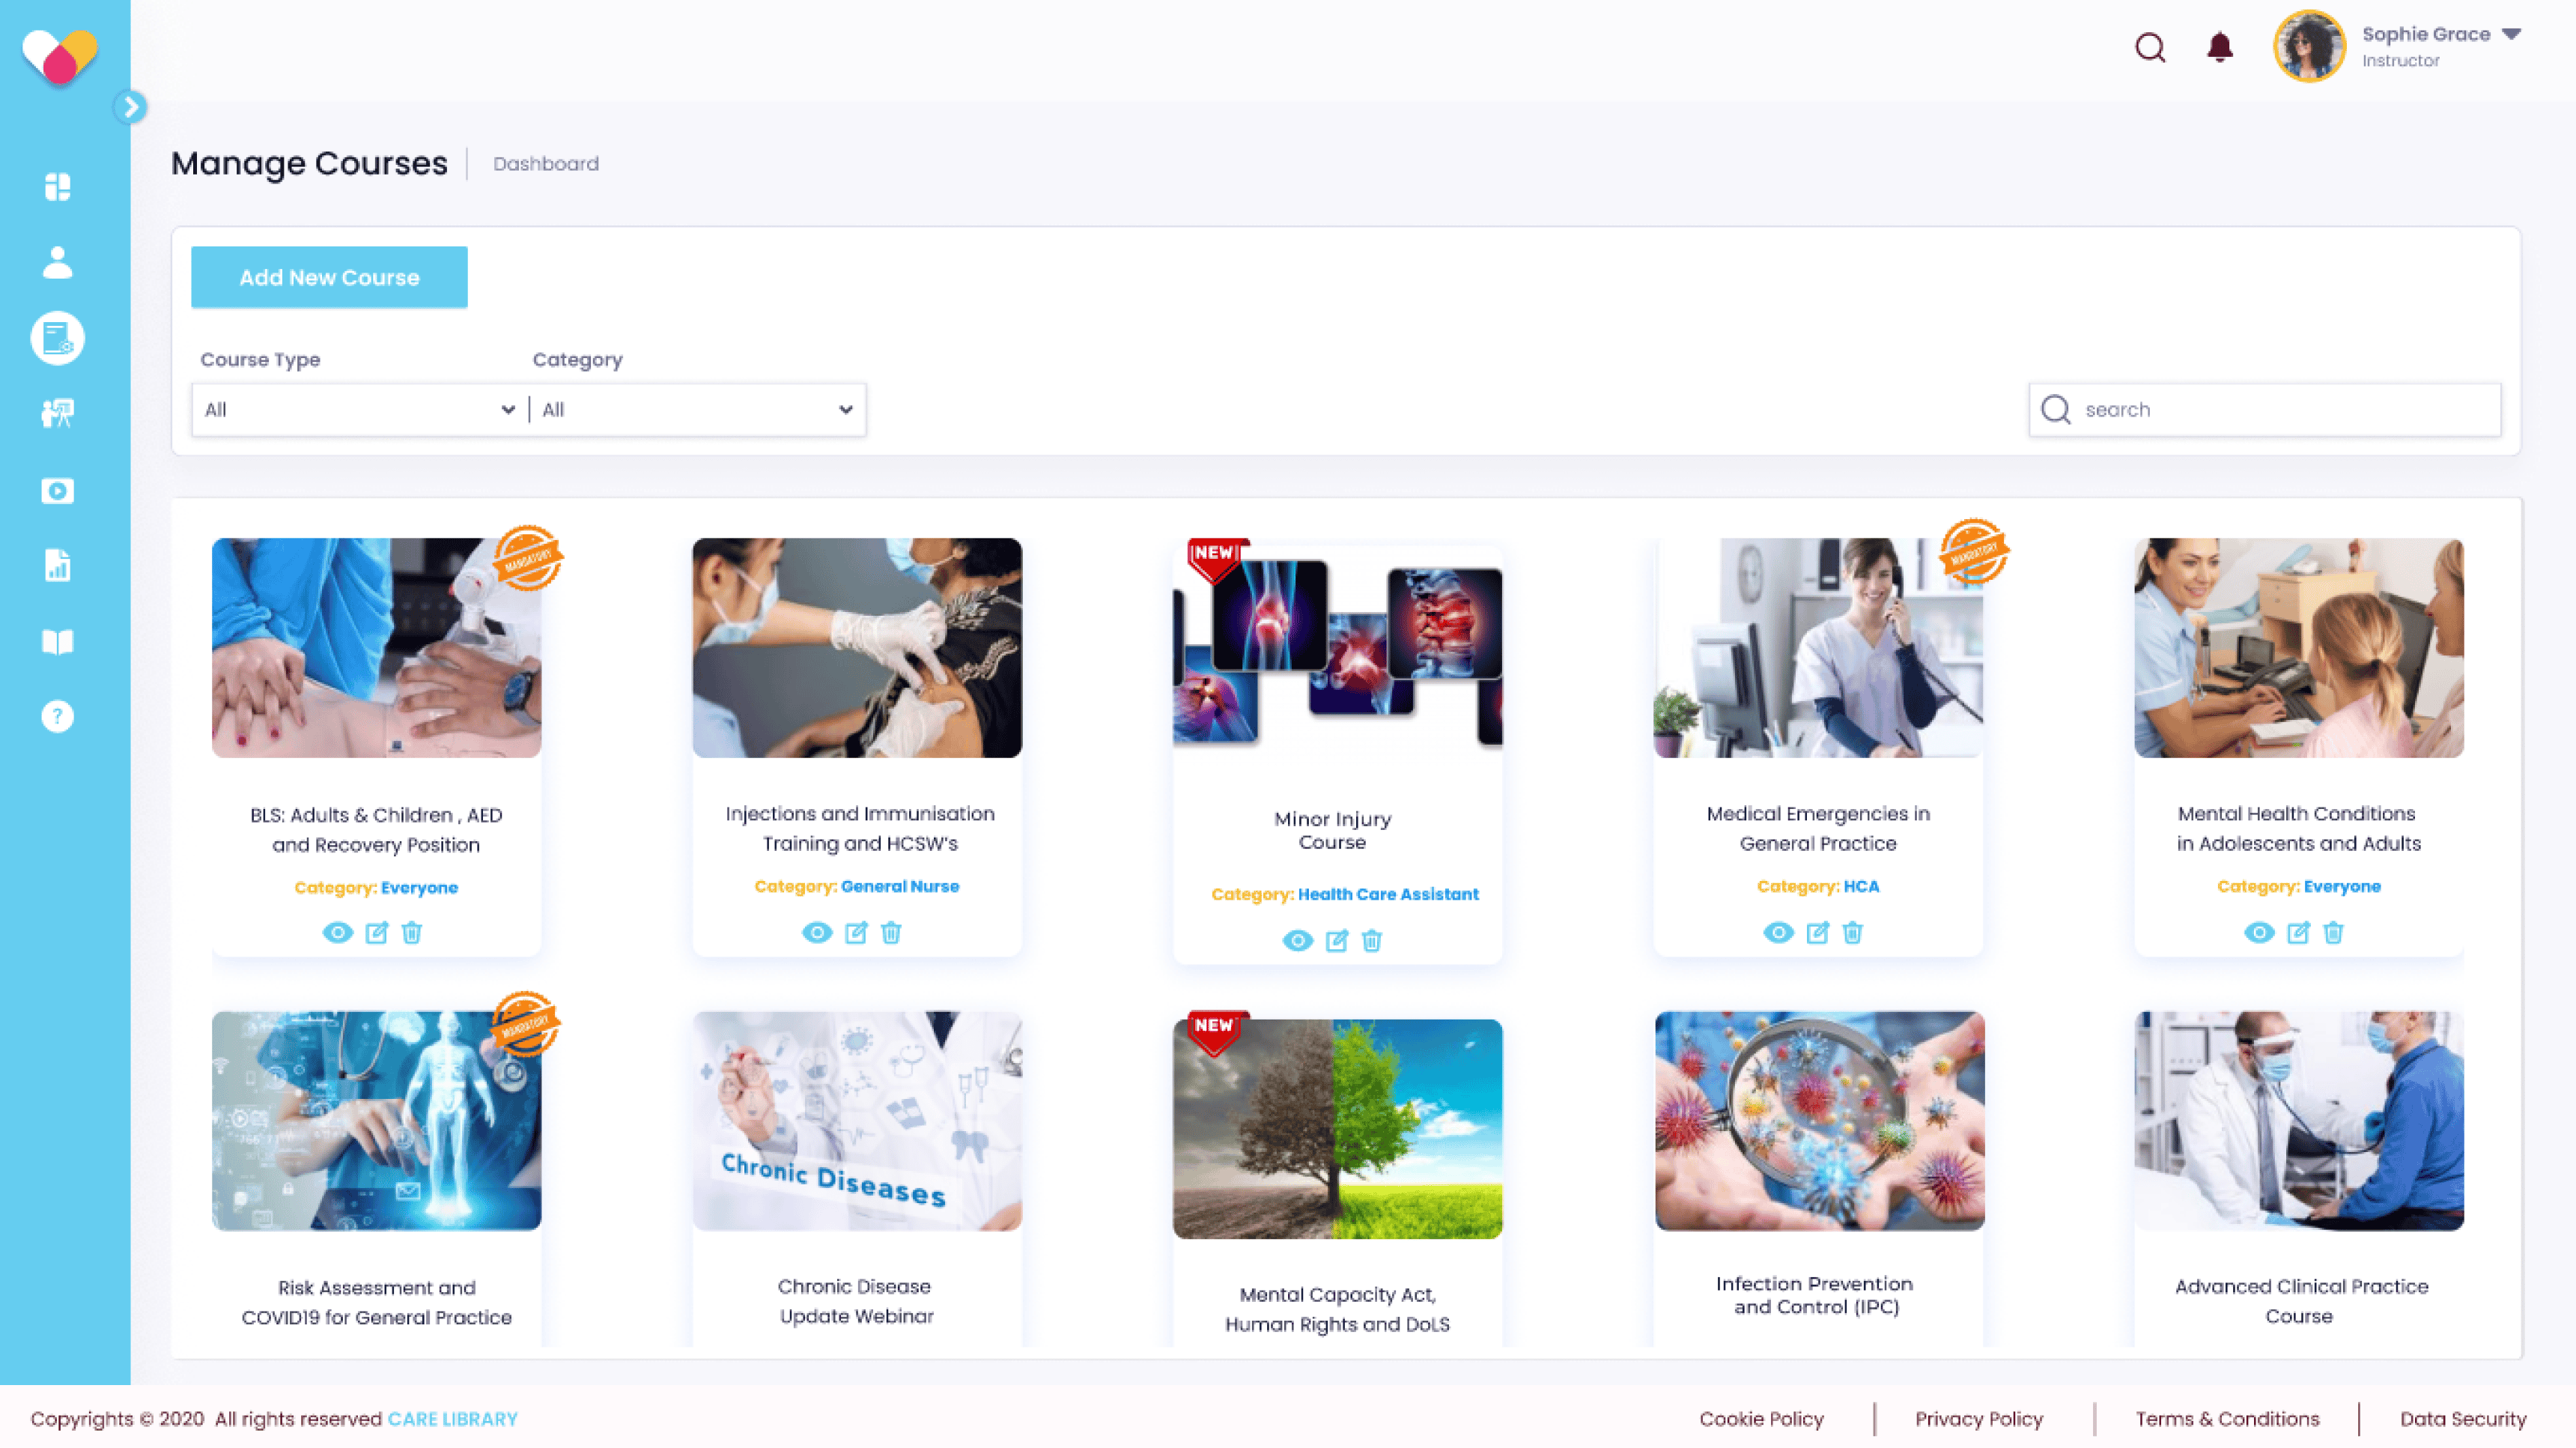 Sophie Grace
Instructor
Manage Courses
Dashboard
Add New Course
Course Type
Category
All
All
search
MANDATORY
NEW
MANDATORY
BLS: Adults & Children , AED
and Recovery Position
Category: Everyone
Injections and Immunisation
Training and HCSW's
Category: General Nurse
Minor Injury
Course
Category: Health Care Assistant
Medical Emergencies in
General Practice
Category: HCA
Mental Health Conditions
in Adolescents and Adults
Category: Everyone
MANDATORY
NEW
Chronic Diseases
Risk Assessment and
COVID19 for General Practice
Chronic Disease
Update Webinar
Mental Capacity Act,
Human Rights and DoLS
Infection Prevention
and Control (IPC)
Advanced Clinical Practice
Course
Copyrights © 2020 All rights reserved CARE LIBRARY
Cookie Policy
Privacy Policy
Terms & Conditions
Data Security